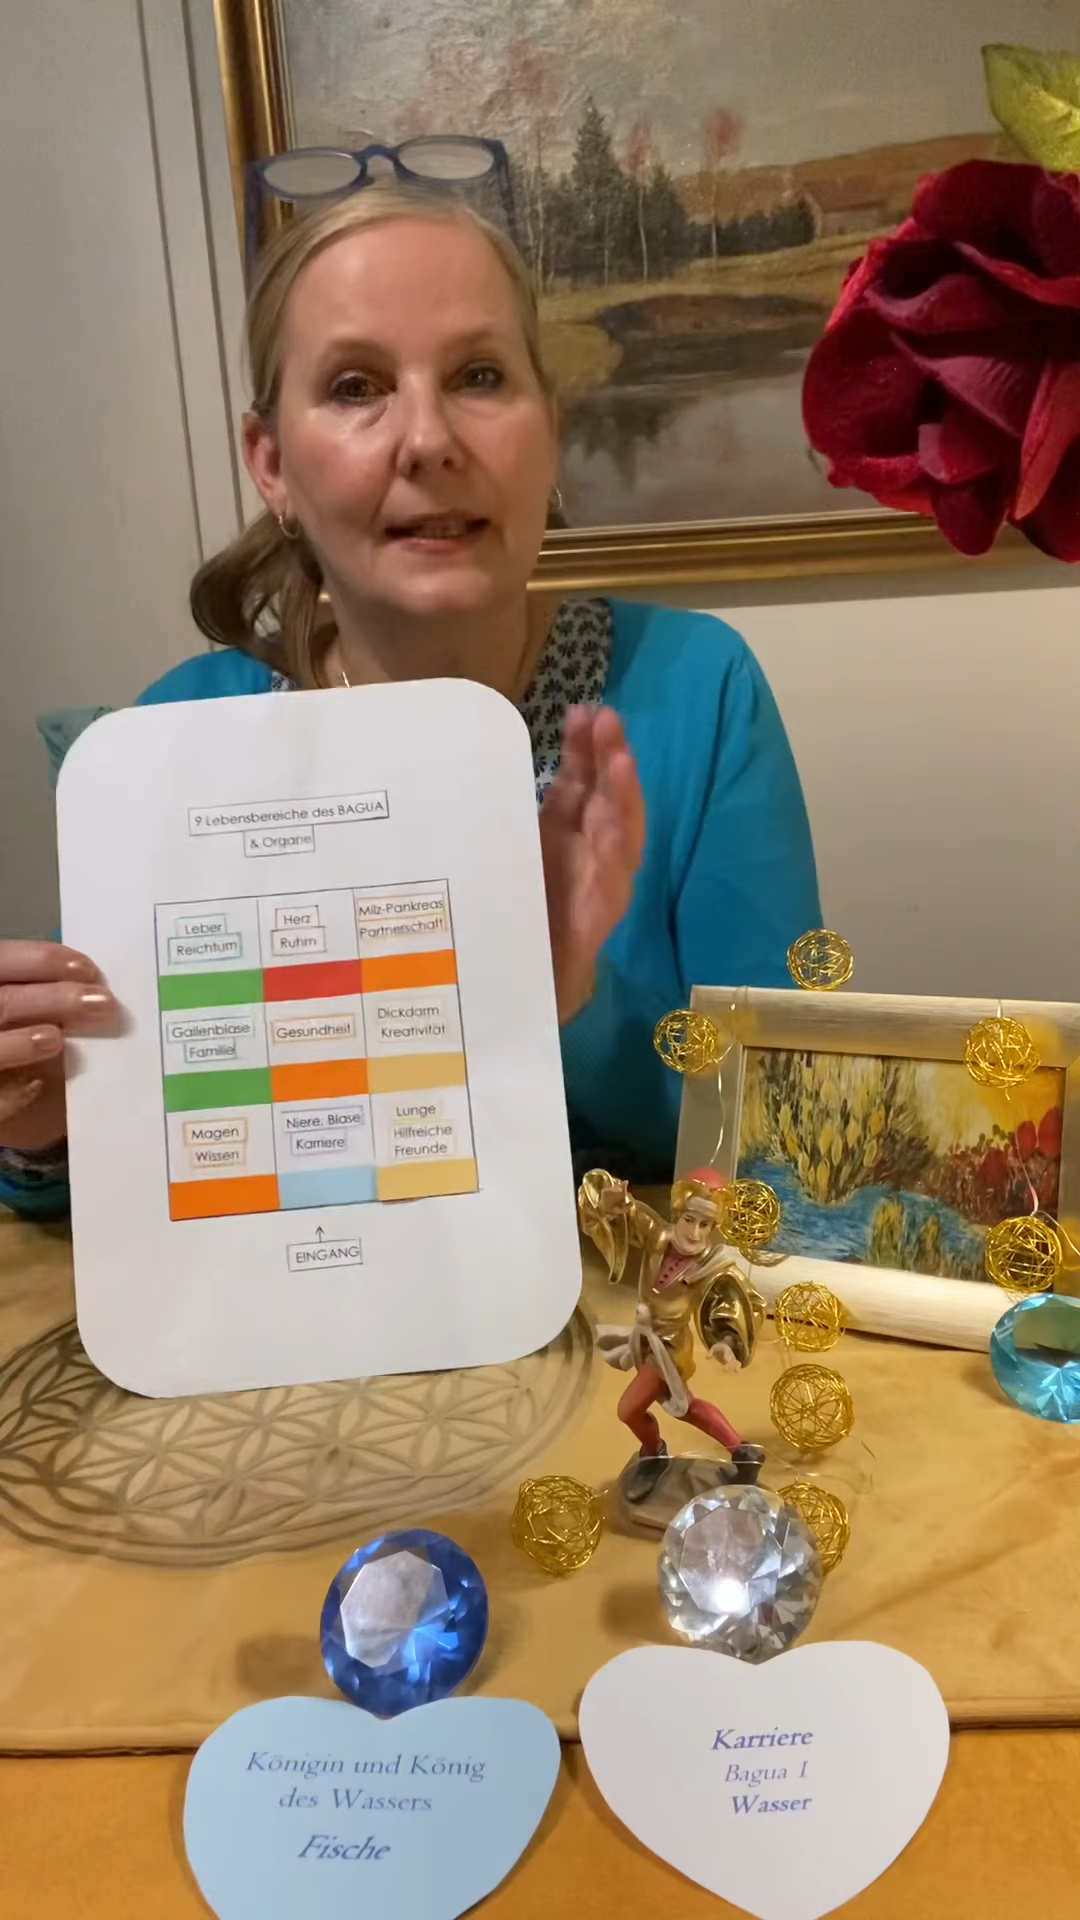 9 Lebensbereiche des BAGUA
& Organe
Leber
Reichtum
Herz
Ruhm
Milz-Pankreas
Partnerschaft
Gallenblase
Familie
Gesundheit
Dickdarm
Kreativität
Magen
Wissen
Niere, Blase
Karriere
Lunge
Hilfreiche
Freunde
EINGANG
Königin und König
des Wassers
Fische
Karriere
Bagua 1
Wasser